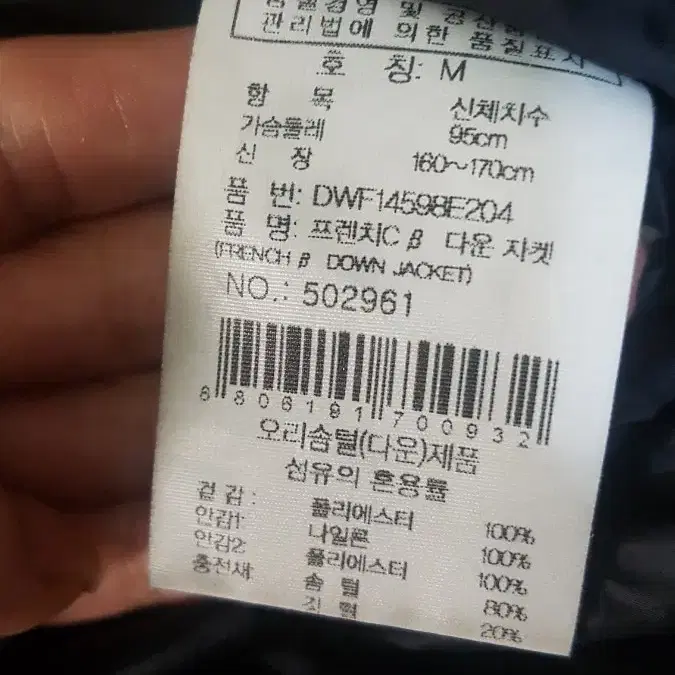 관리법에 의한 품질표시
호 칭: M
항 목 신체치수
가슴둘레 95cm
신 장 160~170cm
품 번: DWF14598E204
품 명: 프렌치C β 다운 자켓
(FRENCH β DOWN JACKET)
NO.: 502961
8 806191 700932
오리솜털(다운)제품
섬유의 혼용률
겉감: 폴리에스터 100%
안감1: 나일론 100%
안감2: 폴리에스터 100%
충전재: 솜털 80%
깃털 20%